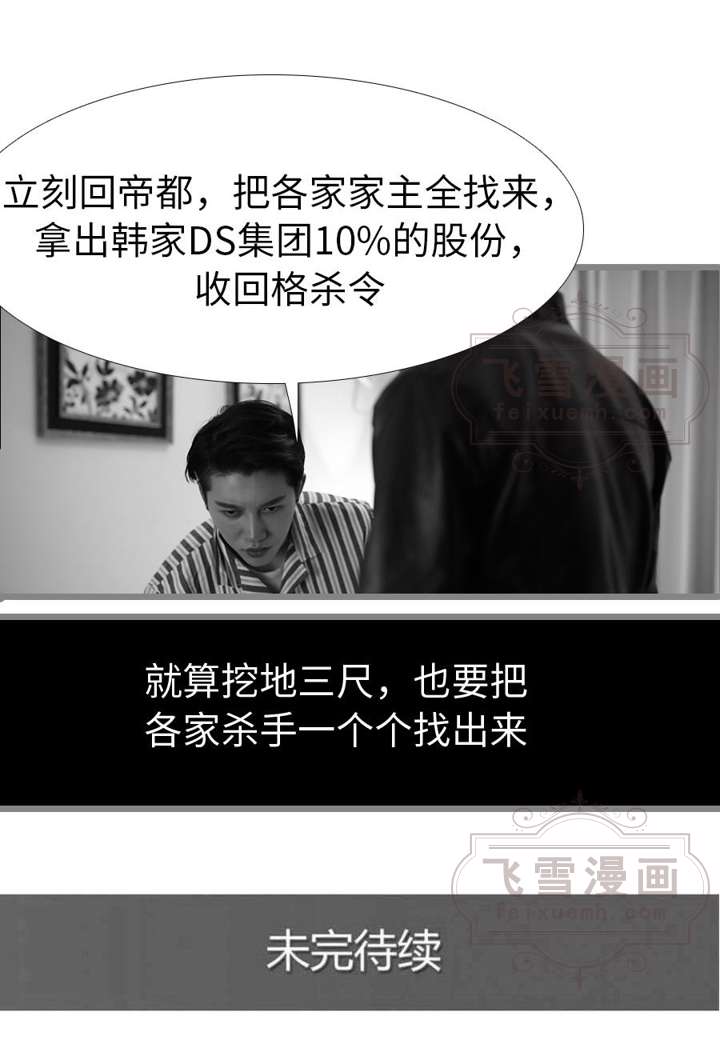 立刻回帝都，把各家家主全找来，
拿出韩家DS集团10%的股份，
收回格杀令
飞雪漫画
feixuemh.com
就算挖地三尺，也要把
各家杀手一个个找出来
飞雪漫画
feixuemh.com
未完待续